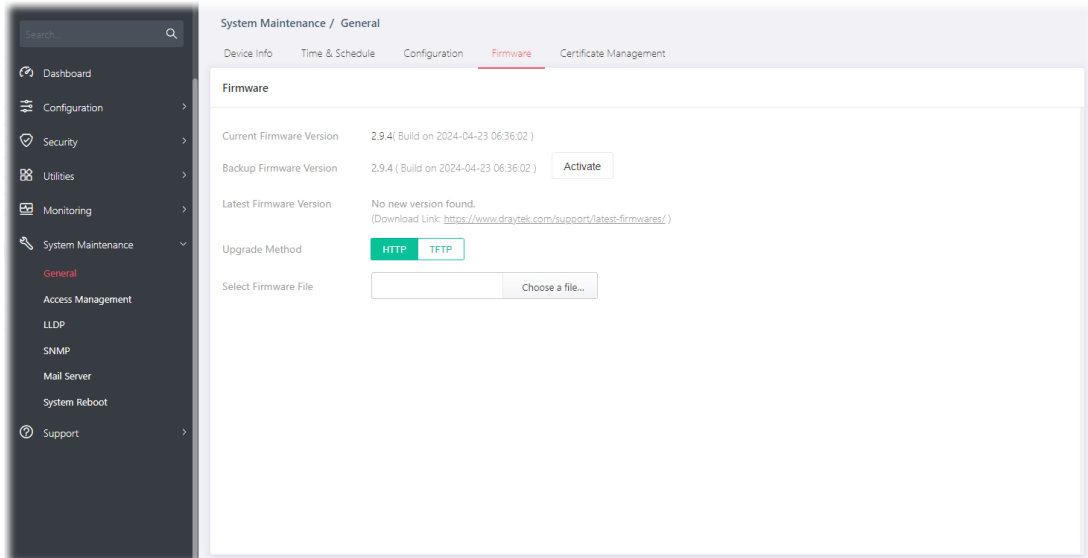 Search...
Dashboard
Configuration
Security
Utilities
Monitoring
System Maintenance
General
Access Management
LLDP
SNMP
Mail Server
System Reboot
Support
System Maintenance / General
Device Info Time & Schedule Configuration Firmware Certificate Management
Firmware
Current Firmware Version 2.9.4( Build on 2024-04-23 06:36:02 )
Backup Firmware Version 2.9.4 ( Build on 2024-04-23 06:36:02 ) Activate
Latest Firmware Version No new version found.
(Download Link: https://www.draytek.com/support/latest-firmwares/ )
Upgrade Method HTTP TFTP
Select Firmware File Choose a file...